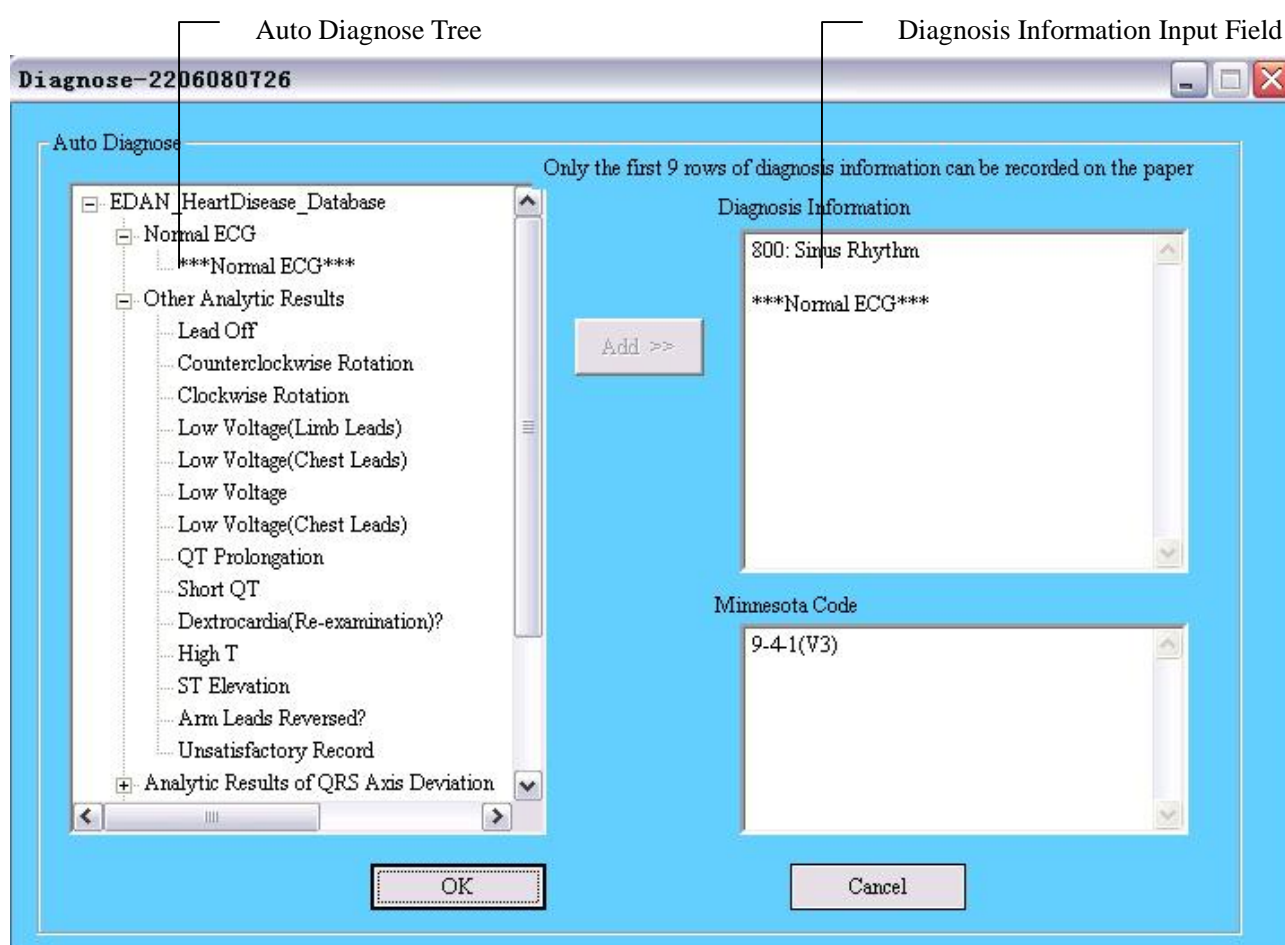 Auto Diagnose Tree
Diagnosis Information Input Field
Diagnose-2206080726
Auto Diagnose
Only the first 9 rows of diagnosis information can be recorded on the paper
EDAN_HeartDisease_Database
Normal ECG
***Normal ECG***
Other Analytic Results
Lead Off
Counterclockwise Rotation
Clockwise Rotation
Low Voltage(Limb Leads)
Low Voltage(Chest Leads)
Low Voltage
Low Voltage(Chest Leads)
QT Prolongation
Short QT
Dextrocardia(Re-examination)?
High T
ST Elevation
Arm Leads Reversed?
Unsatisfactory Record
Analytic Results of QRS Axis Deviation
Add >>
Diagnosis Information
800: Sinus Rhythm
***Normal ECG***
Minnesota Code
9-4-1(V3)
OK
Cancel